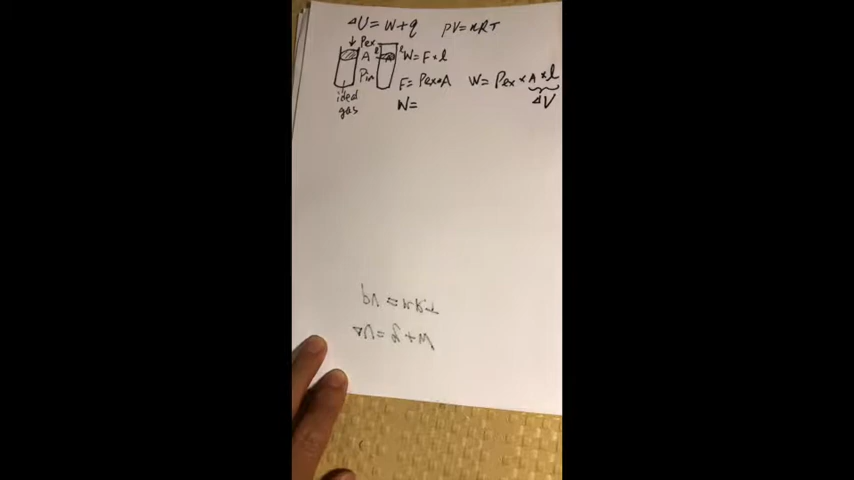 ΔU = W + q    PV = nRT
↓ Pex
A l    l W = F × l
Pin    F = Pex × A    W = Pex × A × l
ideal    W =    ΔV
gas
PV = nRT
ΔU = q + W